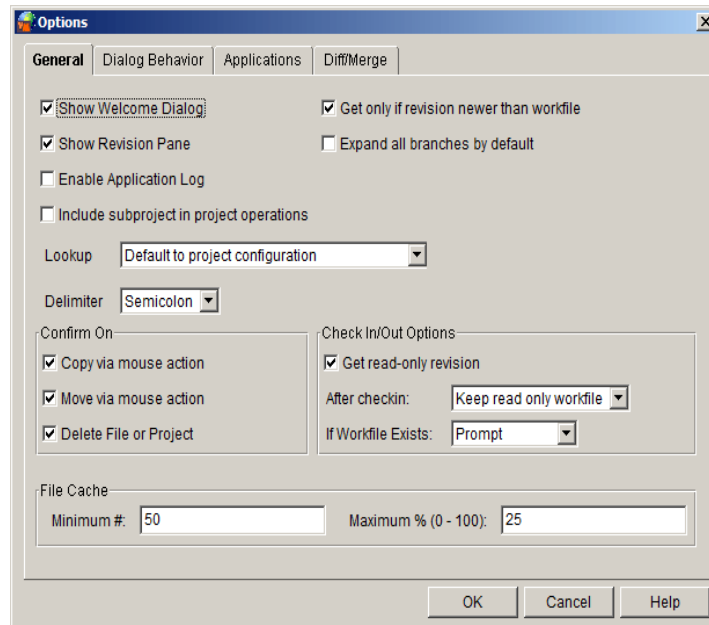 Options
General Dialog Behavior Applications Diff/Merge
Show Welcome Dialog Get only if revision newer than workfile
Show Revision Pane Expand all branches by default
Enable Application Log
Include subproject in project operations
Lookup Default to project configuration
Delimiter Semicolon
Confirm On Check In/Out Options
Copy via mouse action Get read-only revision
Move via mouse action After checkin: Keep read only workfile
Delete File or Project If Workfile Exists: Prompt
File Cache
Minimum #: 50 Maximum % (0 - 100): 25
OK Cancel Help